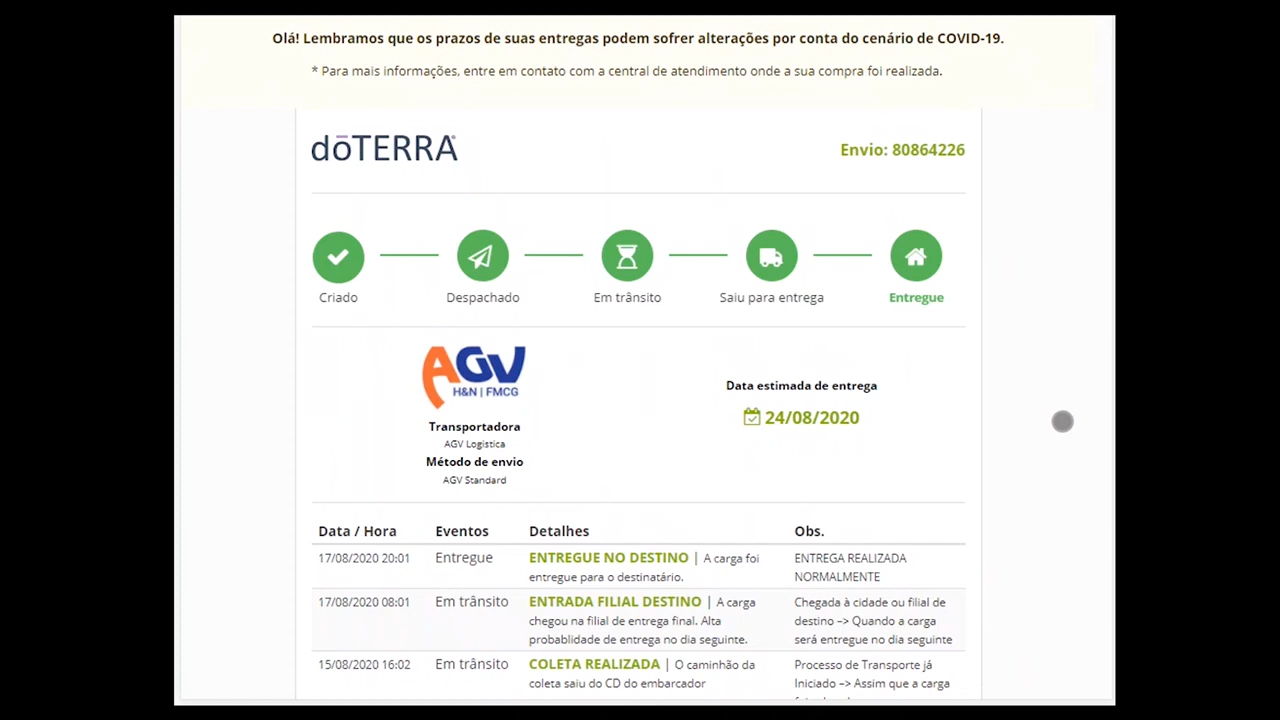 Olá! Lembramos que os prazos de suas entregas podem sofrer alterações por conta do cenário de COVID-19.
* Para mais informações, entre em contato com a central de atendimento onde a sua compra foi realizada.
dōTERRA
Envio: 80864226
Criado Despachado Em trânsito Saiu para entrega Entregue
AGV
H&N | FMCG
Transportadora
AGV Logistica
Método de envio
AGV Standard
Data estimada de entrega
24/08/2020
Data / Hora Eventos Detalhes Obs.
17/08/2020 20:01 Entregue ENTREGUE NO DESTINO | A carga foi ENTREGA REALIZADA
entregue para o destinatário. NORMALMENTE
17/08/2020 08:01 Em trânsito ENTRADA FILIAL DESTINO | A carga Chegada à cidade ou filial de
chegou na filial de entrega final. Alta destino –> Quando a carga
probablidade de entrega no dia seguinte. será entregue no dia seguinte
15/08/2020 16:02 Em trânsito COLETA REALIZADA | O caminhão da Processo de Transporte já
coleta saiu do CD do embarcador Iniciado –> Assim que a carga